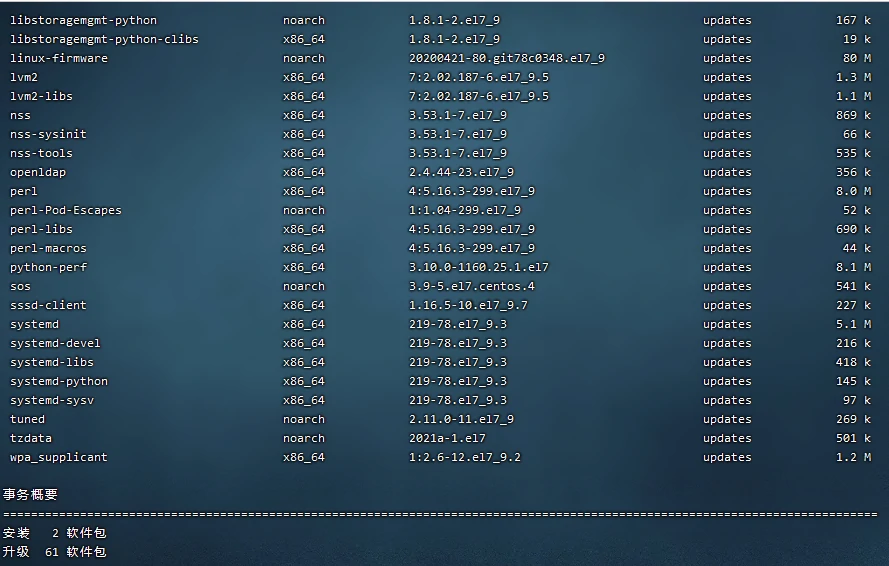 libstoragemgmt-python noarch 1.8.1-2.el7_9 updates 167 k
libstoragemgmt-python-clibs x86_64 1.8.1-2.el7_9 updates 19 k
linux-firmware noarch 20200421-80.git78c0348.el7_9 updates 80 M
lvm2 x86_64 7:2.02.187-6.el7_9.5 updates 1.3 M
lvm2-libs x86_64 7:2.02.187-6.el7_9.5 updates 1.1 M
nss x86_64 3.53.1-7.el7_9 updates 869 k
nss-sysinit x86_64 3.53.1-7.el7_9 updates 66 k
nss-tools x86_64 3.53.1-7.el7_9 updates 535 k
openldap x86_64 2.4.44-23.el7_9 updates 356 k
perl x86_64 4:5.16.3-299.el7_9 updates 8.0 M
perl-Pod-Escapes noarch 1:1.04-299.el7_9 updates 52 k
perl-libs x86_64 4:5.16.3-299.el7_9 updates 690 k
perl-macros x86_64 4:5.16.3-299.el7_9 updates 44 k
python-perf x86_64 3.10.0-1160.25.1.el7 updates 8.1 M
sos noarch 3.9-5.el7.centos.4 updates 541 k
sssd-client x86_64 1.16.5-10.el7_9.7 updates 227 k
systemd x86_64 219-78.el7_9.3 updates 5.1 M
systemd-devel x86_64 219-78.el7_9.3 updates 216 k
systemd-libs x86_64 219-78.el7_9.3 updates 418 k
systemd-python x86_64 219-78.el7_9.3 updates 145 k
systemd-sysv x86_64 219-78.el7_9.3 updates 97 k
tuned noarch 2.11.0-11.el7_9 updates 269 k
tzdata noarch 2021a-1.el7 updates 501 k
wpa_supplicant x86_64 1:2.6-12.el7_9.2 updates 1.2 M
事务概要
=============================================================================================================================
安装 2 软件包
升级 61 软件包